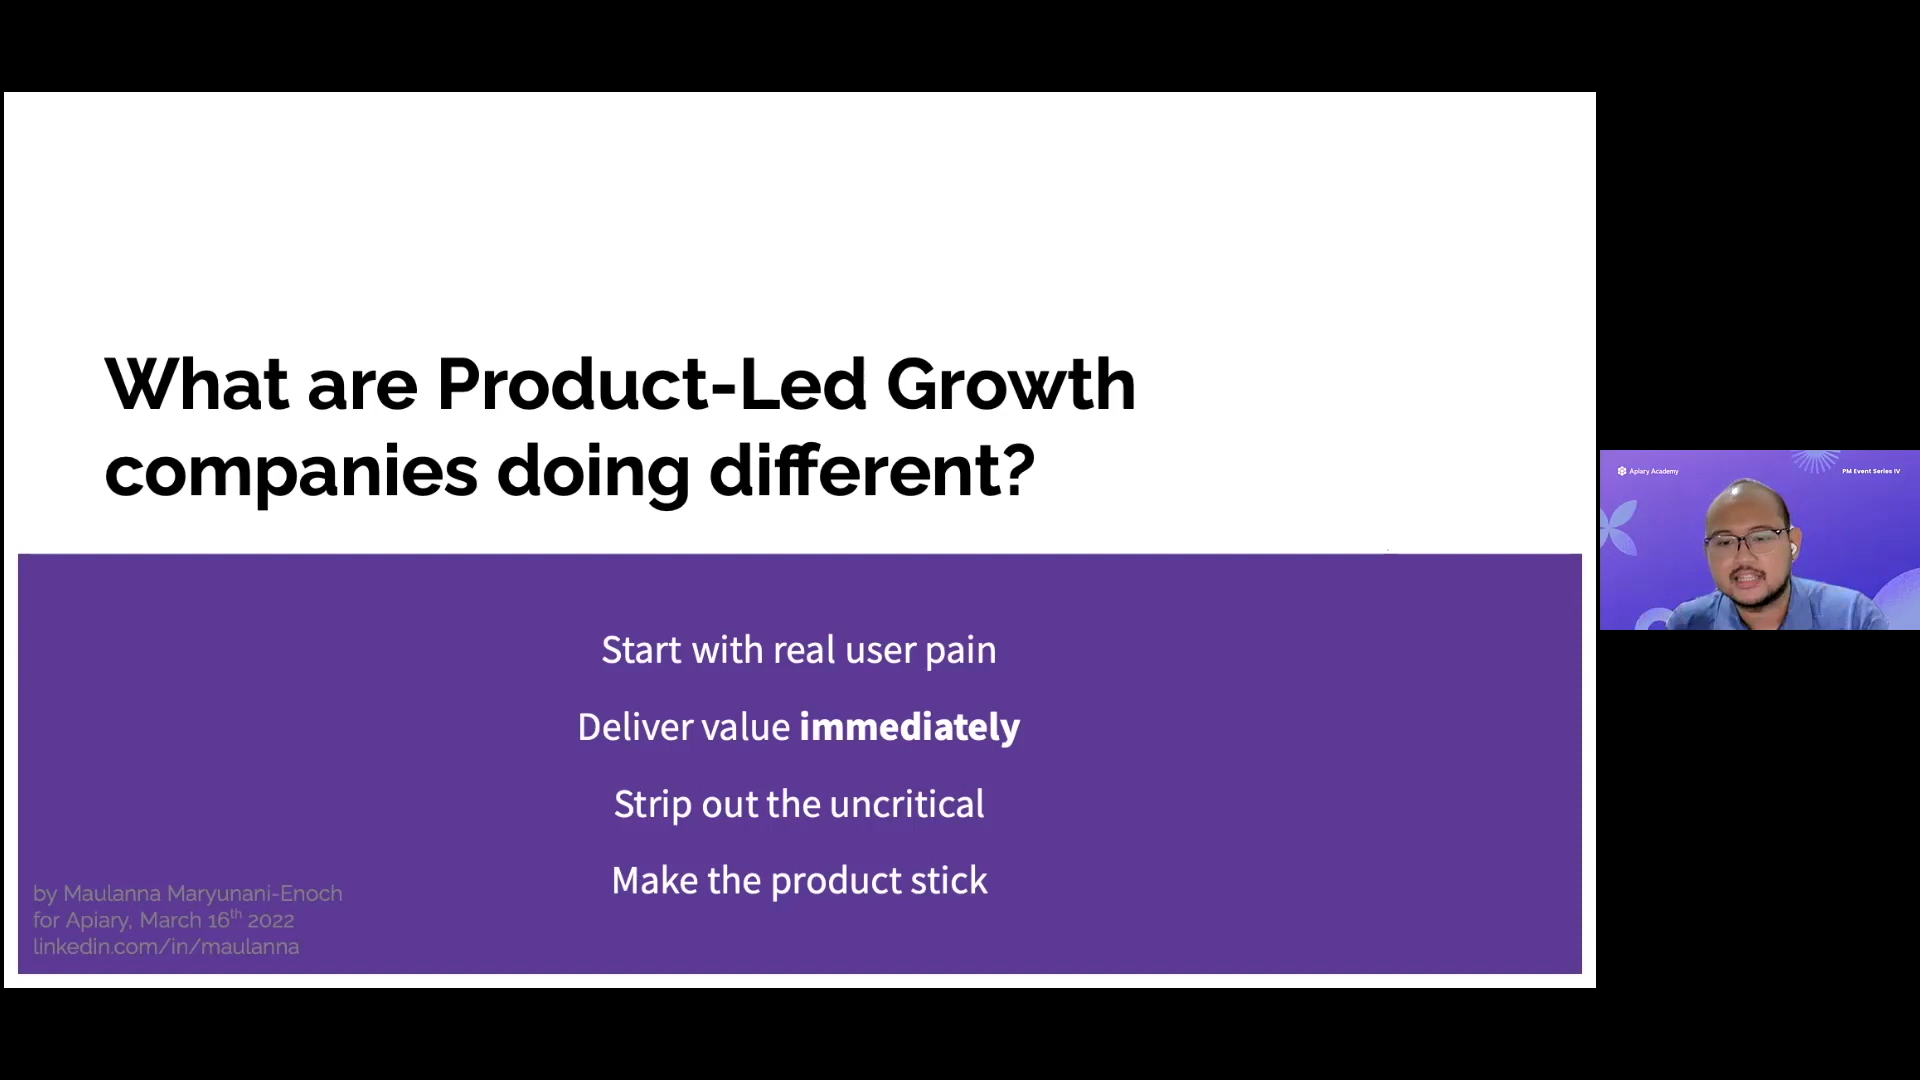 What are Product-Led Growth
companies doing different?
Start with real user pain
Deliver value immediately
Strip out the uncritical
Make the product stick
by Maulanna Maryunani-Enoch
for Apiary, March 16th 2022
linkedin.com/in/maulanna
Apiary Academy
PM Event Series IV